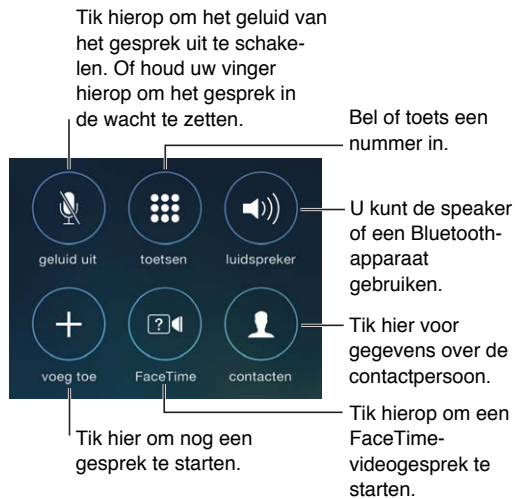 Tik hierop om het geluid van
het gesprek uit te schake-
len. Of houd uw vinger
hierop om het gesprek in
de wacht te zetten.
Bel of toets een
nummer in.
geluid uit
toetsen
luidspreker
U kunt de speaker
of een Bluetooth-
apparaat
gebruiken.
?
voeg toe
FaceTime
contacten
Tik hier voor
gegevens over de
contactpersoon.
Tik hier om nog een
gesprek te starten.
Tik hierop om een
FaceTime-
videogesprek te
starten.